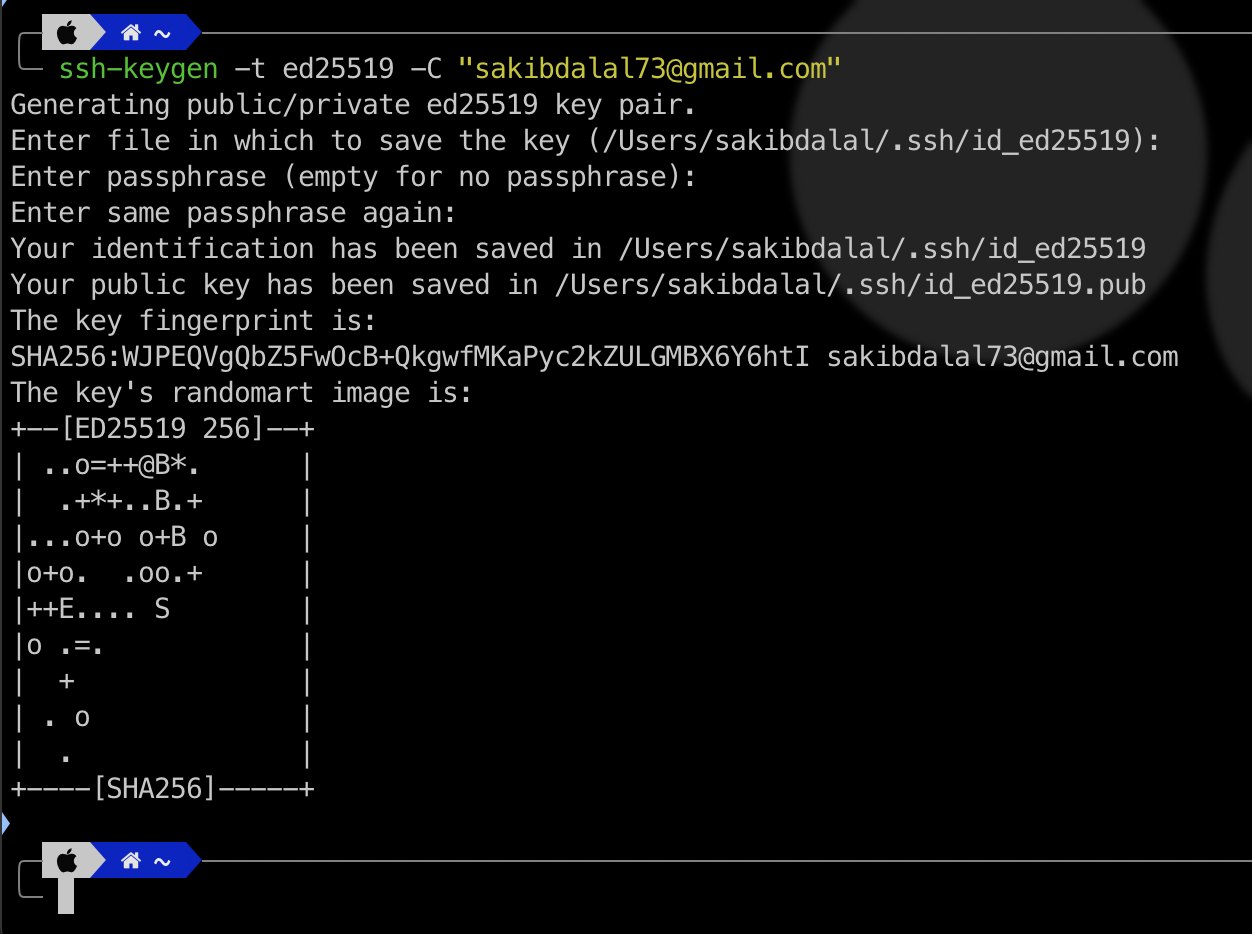 ~
ssh-keygen -t ed25519 -C "sakibdalal73@gmail.com"
Generating public/private ed25519 key pair.
Enter file in which to save the key (/Users/sakibdalal/.ssh/id_ed25519):
Enter passphrase (empty for no passphrase):
Enter same passphrase again:
Your identification has been saved in /Users/sakibdalal/.ssh/id_ed25519
Your public key has been saved in /Users/sakibdalal/.ssh/id_ed25519.pub
The key fingerprint is:
SHA256:WJPEQVgQbZ5FwOcB+QkgwfMKaPyc2kZULGMBX6Y6htI sakibdalal73@gmail.com
The key's randomart image is:
+--[ED25519 256]--+
| ..o=++@B*.      |
|  .+*+..B.+      |
|...o+o o+B o     |
|o+o.  .oo.+      |
|++E.... S        |
|o .=.            |
|  +              |
| . o             |
|  .              |
+----[SHA256]-----+
~